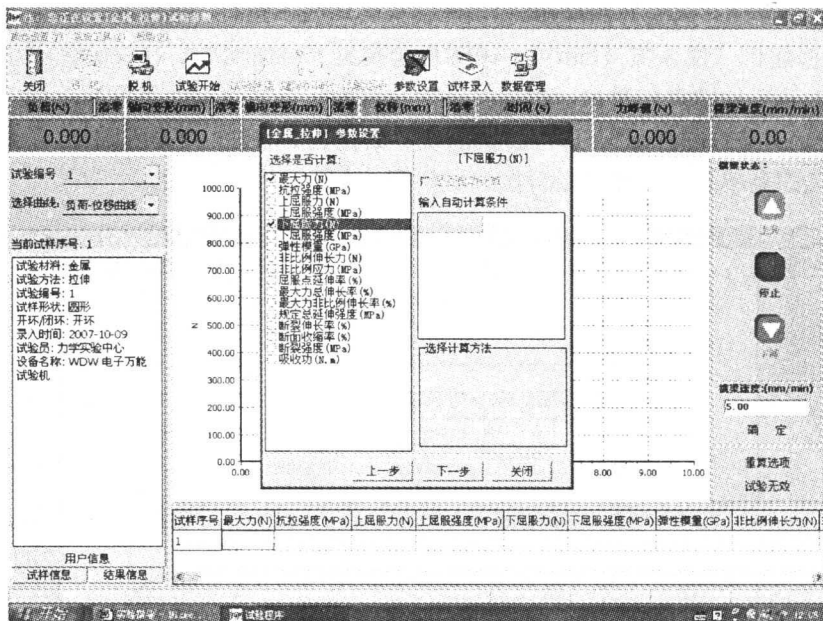 关闭
脱机
试验开始
参数设置
试样录入
数据管理
负荷(N) 清零
轴向变形(mm) 清零
位移(mm) 清零
时间(s)
力峰值(N)
横梁速度(mm/min)
0.000
0.000
0.000
0.00
试验编号 1
选择曲线: 负荷-位移曲线
当前试样序号: 1
试验材料: 金属
试验方法: 拉伸
试验编号: 1
试样形状: 圆形
开环/闭环: 开环
录入时间: 2007-10-09
试验员: 力学实验中心
设备名称: WDW 电子万能
试验机
用户信息
试样信息
结果信息
1000.00
900.00
800.00
700.00
600.00
N 500.00
400.00
300.00
200.00
100.00
0.00
0.00
8.00
9.00
10.00
[金属_拉伸] 参数设置
选择是否计算:
最大力(N)
抗拉强度(MPa)
上屈服力(N)
上屈服强度(MPa)
下屈服力(N)
下屈服强度(MPa)
弹性模量(GPa)
非比例伸长力(N)
非比例应力(MPa)
屈服点延伸率(%)
最大力总伸长率(%)
最大力非比例伸长率(%)
规定总延伸强度(MPa)
断裂伸长率(%)
断面收缩率(%)
断裂强度(MPa)
吸收功(N.m)
[下屈服力(N)]
输入自动计算条件
选择计算方法
上一步
下一步
关闭
横梁状态:
上升
停止
横梁速度:(mm/min)
5.00
确 定
重算选项
试验无效
试样序号 最大力(N) 抗拉强度(MPa) 上屈服力(N) 上屈服强度(MPa) 下屈服力(N) 下屈服强度(MPa) 弹性模量(GPa) 非比例伸长力(N)
1
开始
试验程序